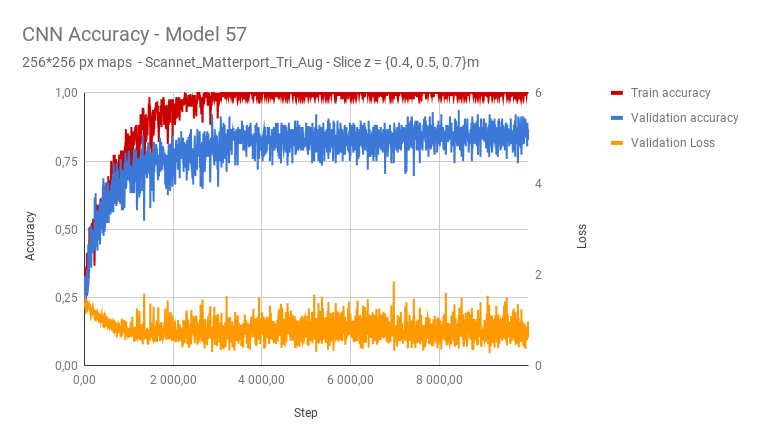 CNN Accuracy - Model 57
256*256 px maps - Scannet_Matterport_Tri_Aug - Slice z = {0.4, 0.5, 0.7}m
Train accuracy
Validation accuracy
Validation Loss
1,00
0,75
0,50
0,25
0,00
Accuracy
6
4
2
0
Loss
0,00
2 000,00
4 000,00
6 000,00
8 000,00
Step